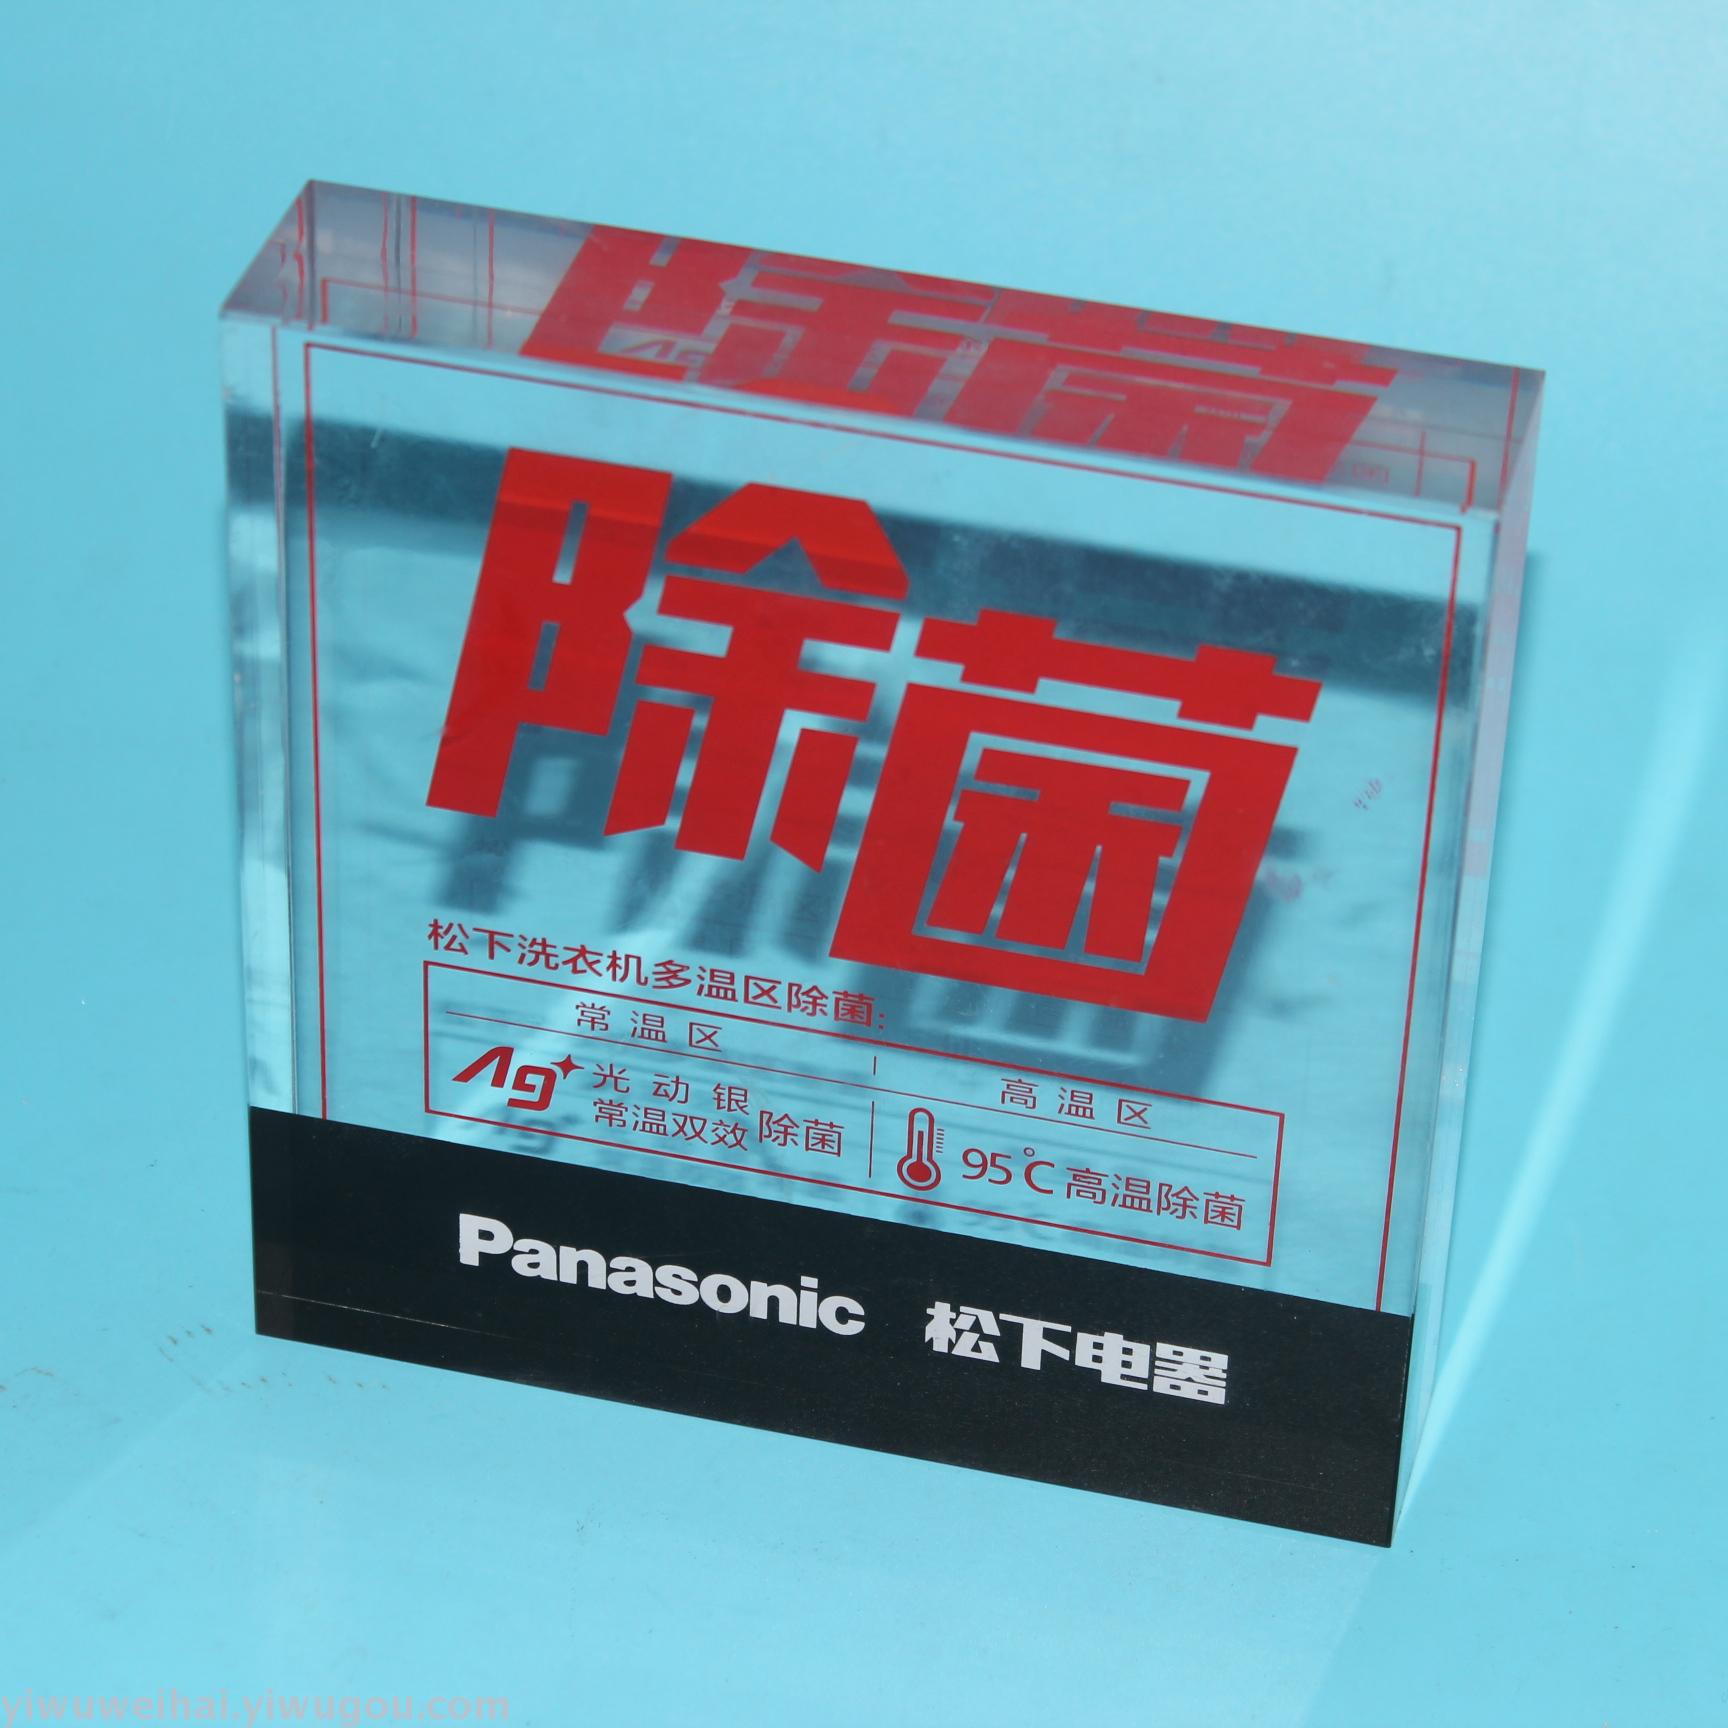 除菌
松下洗衣机多温区除菌:
常温区
Ag+ 光动银
常温双效 除菌
高温区
95℃高温除菌
Panasonic 松下电器
yiwuweihai.yiwugou.com